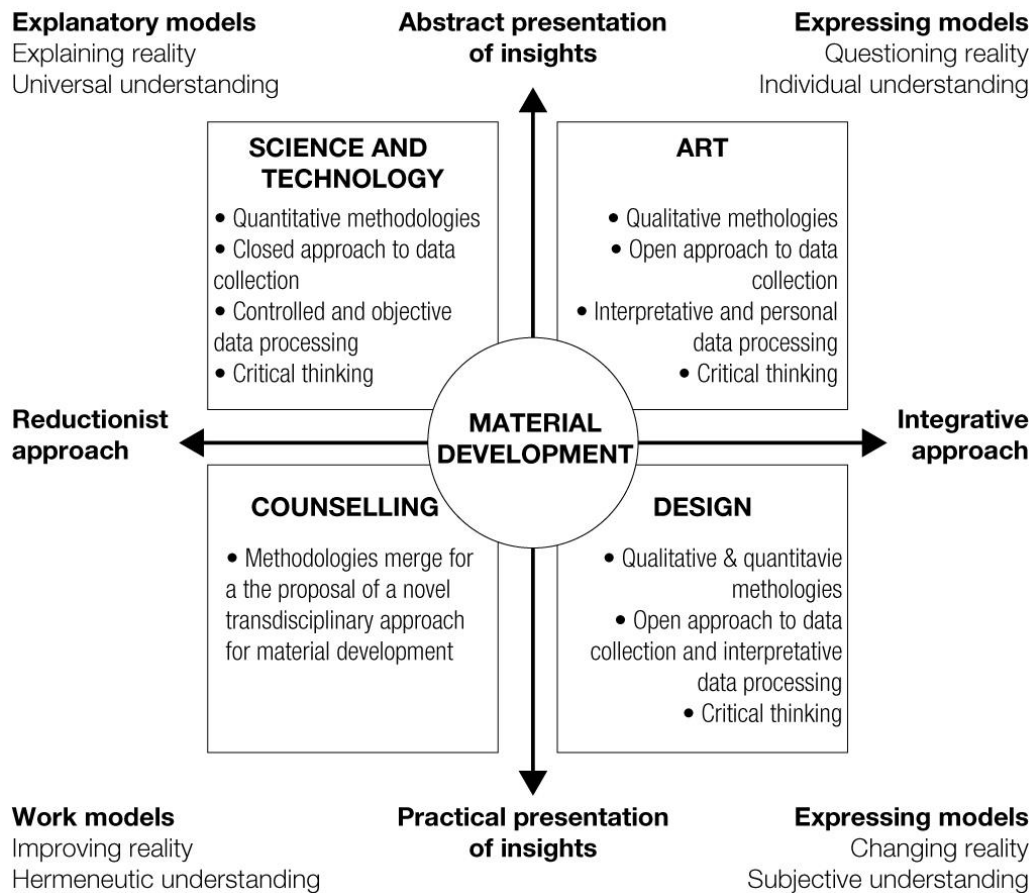 Explanatory models
Explaining reality
Universal understanding
Abstract presentation
of insights
Expressing models
Questioning reality
Individual understanding
SCIENCE AND
TECHNOLOGY
• Quantitative methodologies
• Closed approach to data
collection
• Controlled and objective
data processing
• Critical thinking
ART
• Qualitative methologies
• Open approach to data
collection
• Interpretative and personal
data processing
• Critical thinking
Reductionist
approach
MATERIAL
DEVELOPMENT
Integrative
approach
COUNSELLING
• Methodologies merge for
a the proposal of a novel
transdisciplinary approach
for material development
DESIGN
• Qualitative & quantitavie
methologies
• Open approach to data
collection and interpretative
data processing
• Critical thinking
Work models
Improving reality
Hermeneutic understanding
Practical presentation
of insights
Expressing models
Changing reality
Subjective understanding